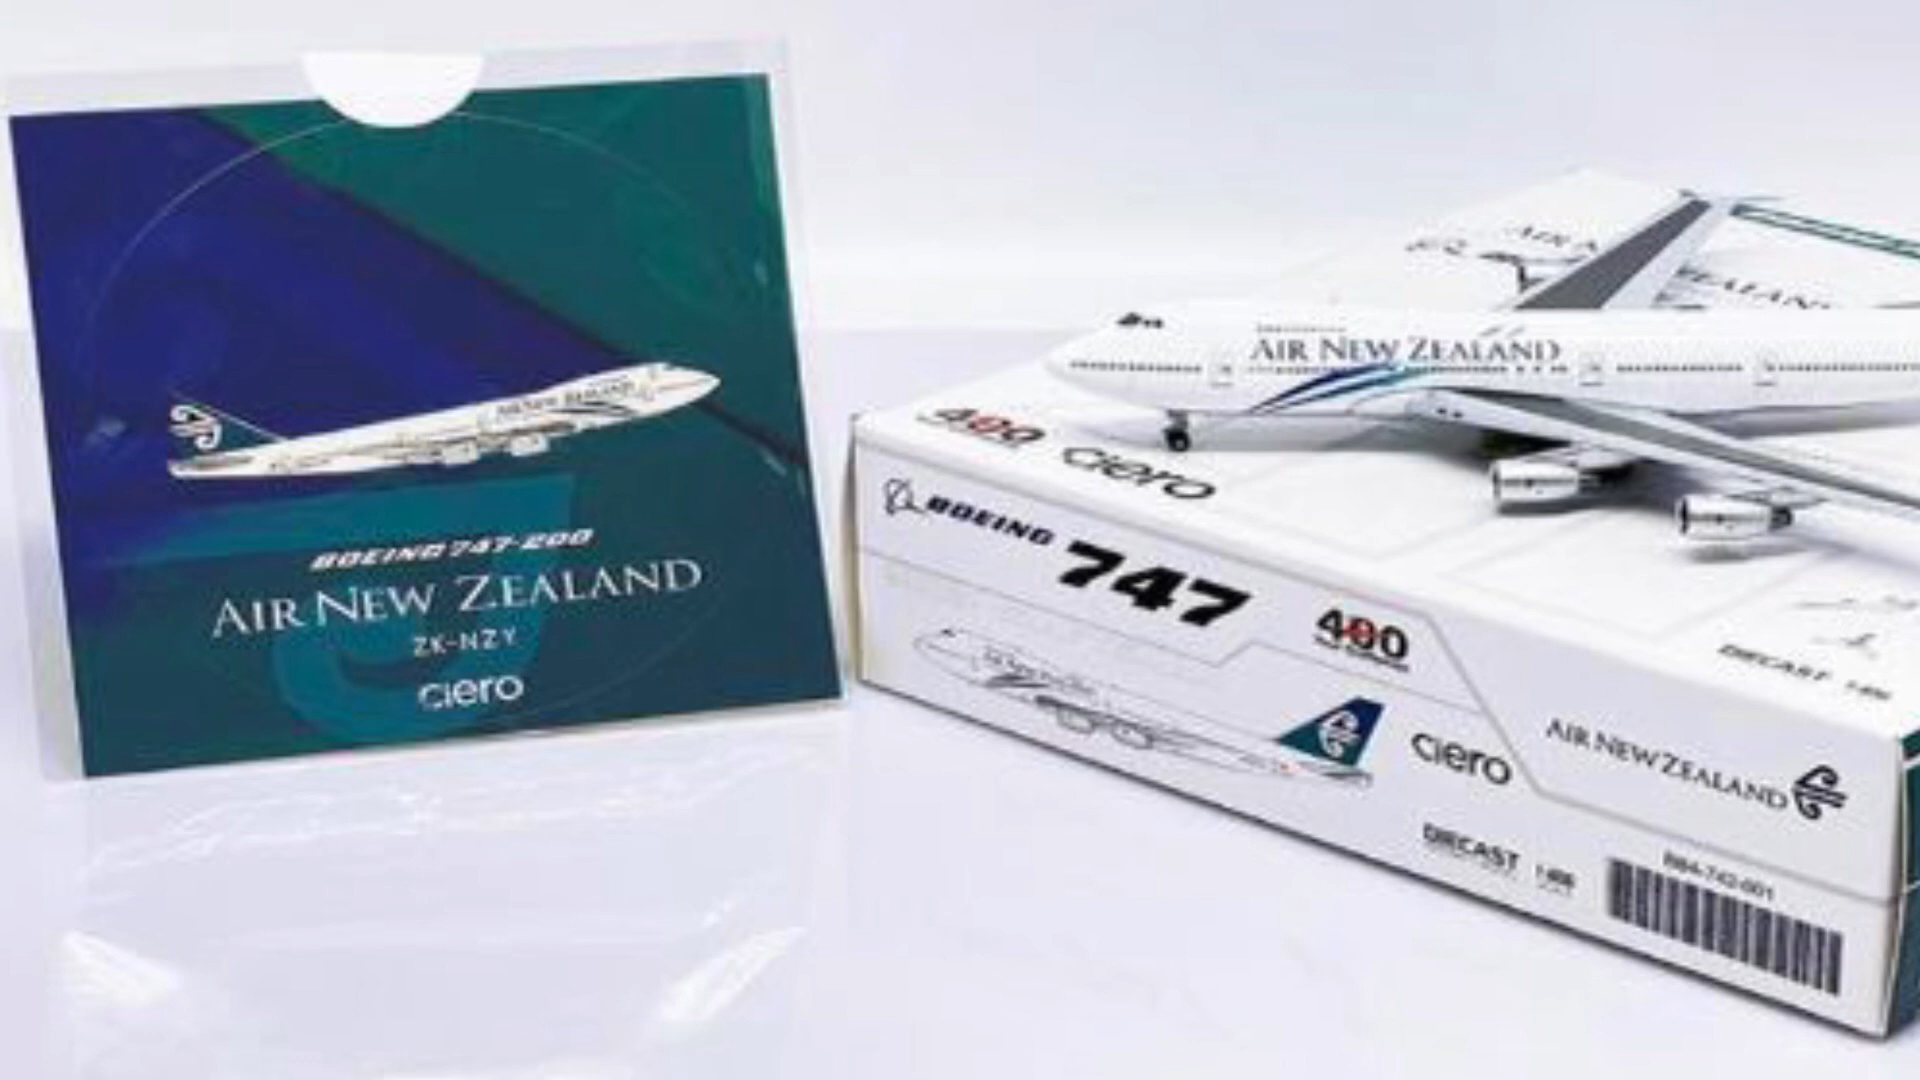 BOEING 747-200
AIR NEW ZEALAND
ZK-NZY
ciero
AIR NEW ZEALAND
400 ciero
BOEING 747
400
ciero
AIR NEW ZEALAND
DIECAST
DIECAST